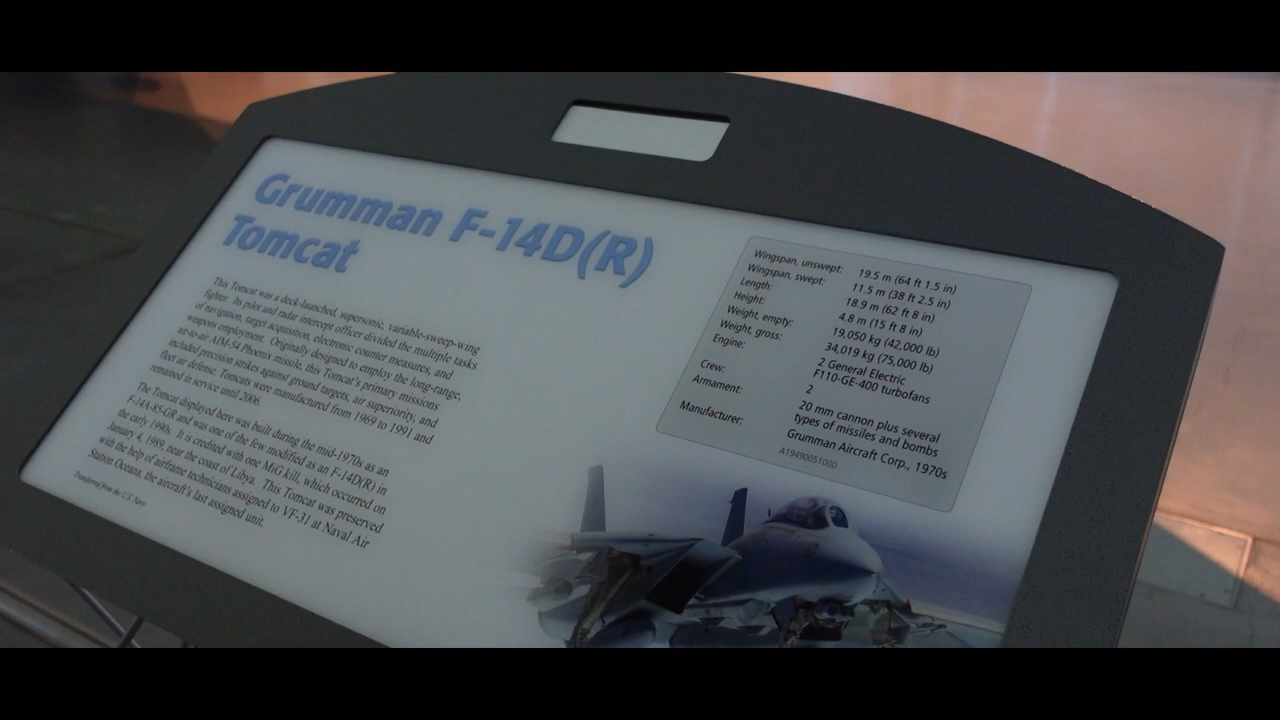 Grumman F-14D(R)
Tomcat
This Tomcat was a deck-launched, supersonic, variable-sweep-wing
fighter. Its pilot and radar intercept officer divided the multiple tasks
of navigation, target acquisition, electronic counter measures, and
weapons employment. Originally designed to employ the long-range,
air-to-air AIM-54 Phoenix missile, this Tomcat's primary missions
included precision strikes against ground targets, air superiority, and
fleet air defense. Tomcats were manufactured from 1969 to 1991 and
remained in service until 2006.
The Tomcat displayed here was built during the mid-1970s as an
F-14A-85-GR and was one of the few modified as an F-14D(R) in
the early 1990s. It is credited with one MiG kill, which occurred on
January 4, 1989, near the coast of Libya. This Tomcat was preserved
with the help of airframe technicians assigned to VF-31 at Naval Air
Station Oceana, the aircraft's last assigned unit.
Transferred from the U.S. Navy
Wingspan, unswept: 19.5 m (64 ft 1.5 in)
Wingspan, swept: 11.5 m (38 ft 2.5 in)
Length: 18.9 m (62 ft 8 in)
Height: 4.8 m (15 ft 8 in)
Weight, empty: 19,050 kg (42,000 lb)
Weight, gross: 34,019 kg (75,000 lb)
Engine: 2 General Electric
F110-GE-400 turbofans
Crew: 2
Armament: 20 mm cannon plus several
types of missiles and bombs
Manufacturer: Grumman Aircraft Corp., 1970s
A19490051000